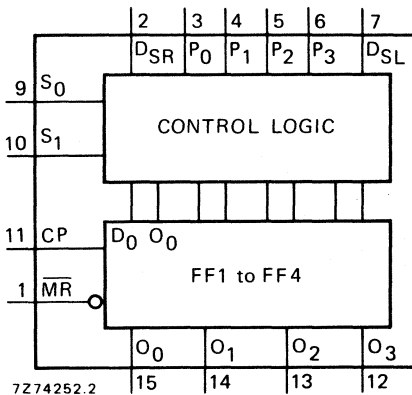 2 3 4 5 6 7
DSR P0 P1 P2 P3 DSL
9 S0
CONTROL LOGIC
10 S1
11 CP
D0 O0
FF1 to FF4
1 M̅R̅
O0 O1 O2 O3
15 14 13 12
7Z74252.2